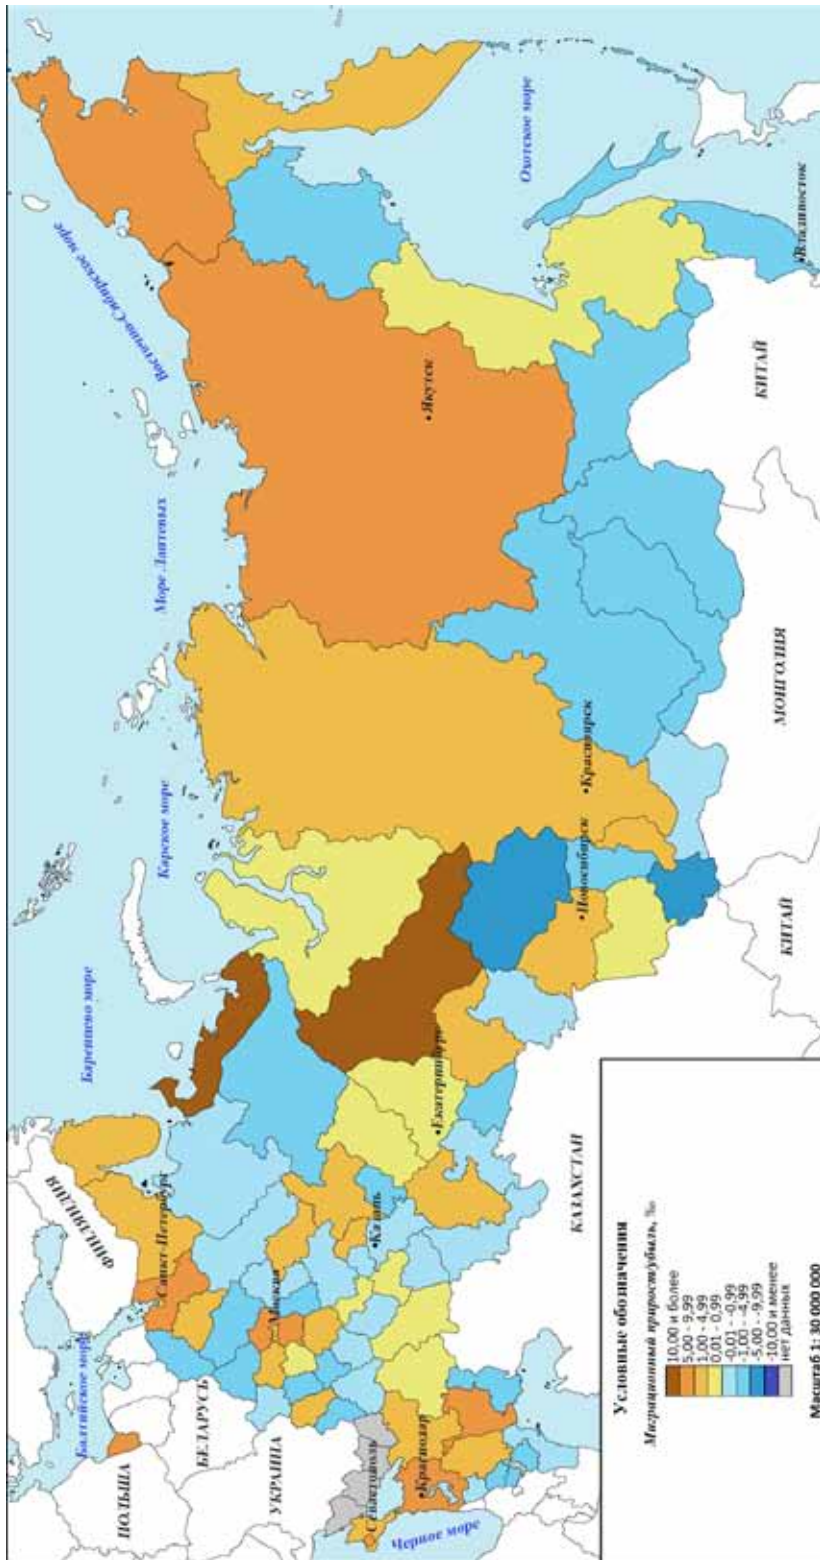 Баренцево море
Карское море
Море Лаптевых
Восточно-Сибирское море
Охотское море
Балтийское море
Черное море
ФИНЛЯНДИЯ
ПОЛЬША
БЕЛАРУСЬ
УКРАИНА
КАЗАХСТАН
КИТАЙ
МОНГОЛИЯ
КИТАЙ
Санкт-Петербург
Москва
Казань
Севастополь
Краснодар
Екатеринбург
Новосибирск
Красноярск
Якутск
Владивосток
Условные обозначения
Миграционный прирост/убыль, ‰
10,00 и более
5,00 - 9,99
1,00 - 4,99
0,01 - 0,99
-0,01 - -0,99
-1,00 - -4,99
-5,00 - -9,99
-10,00 и менее
нет данных
Масштаб 1: 30 000 000